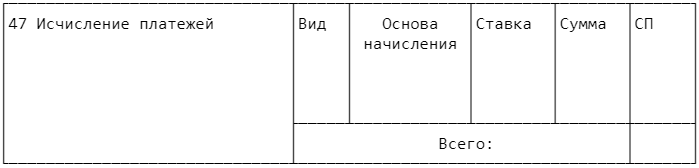 47 Исчисление платежей Вид Основа Ставка Сумма СП
начисления
Всего: